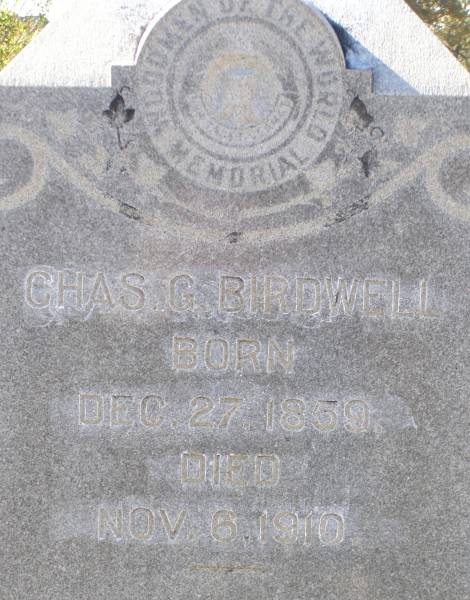 WOODMEN OF THE WORLD
MEMORIAL
CHAS. G. BIRDWELL
BORN
DEC. 27, 1859.
DIED
NOV. 6, 1910.